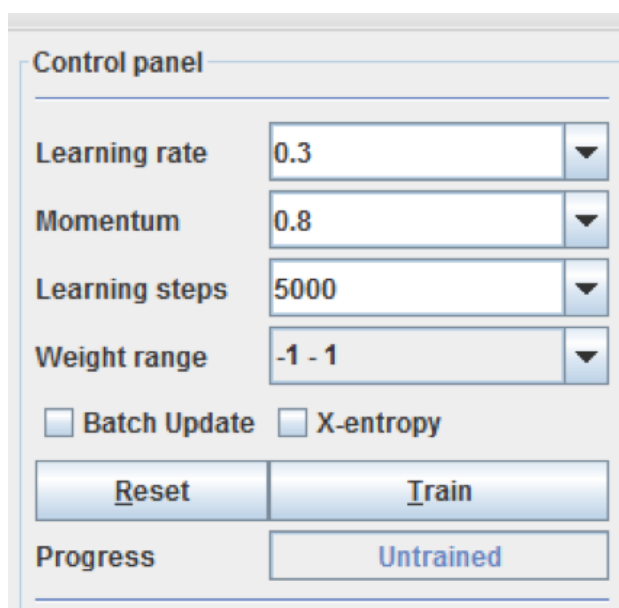 Control panel
Learning rate 0.3
Momentum 0.8
Learning steps 5000
Weight range -1 - 1
Batch Update X-entropy
Reset Train
Progress Untrained